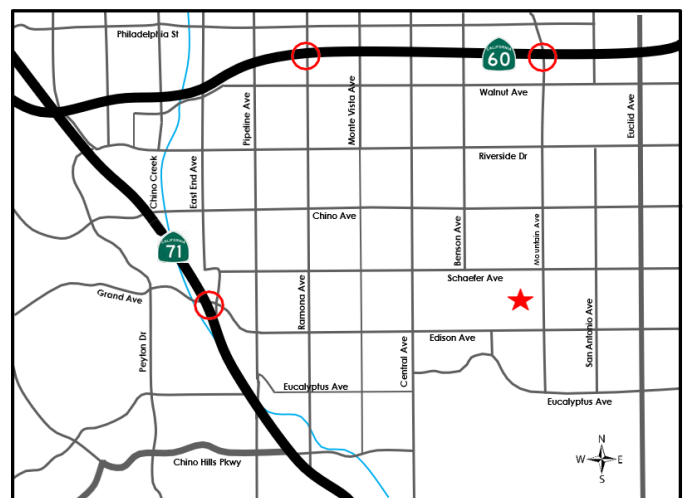 Philadelphia St
CALIFORNIA
60
Walnut Ave
Pipeline Ave
Monte Vista Ave
Euclid Ave
Riverside Dr
Chino Creek
East End Ave
Chino Ave
Benson Ave
Mountain Ave
CALIFORNIA
71
Schaefer Ave
Grand Ave
Ramona Ave
San Antonio Ave
Peyton Dr
Edison Ave
Central Ave
Eucalyptus Ave
Eucalyptus Ave
Chino Hills Pkwy
N
W E
S